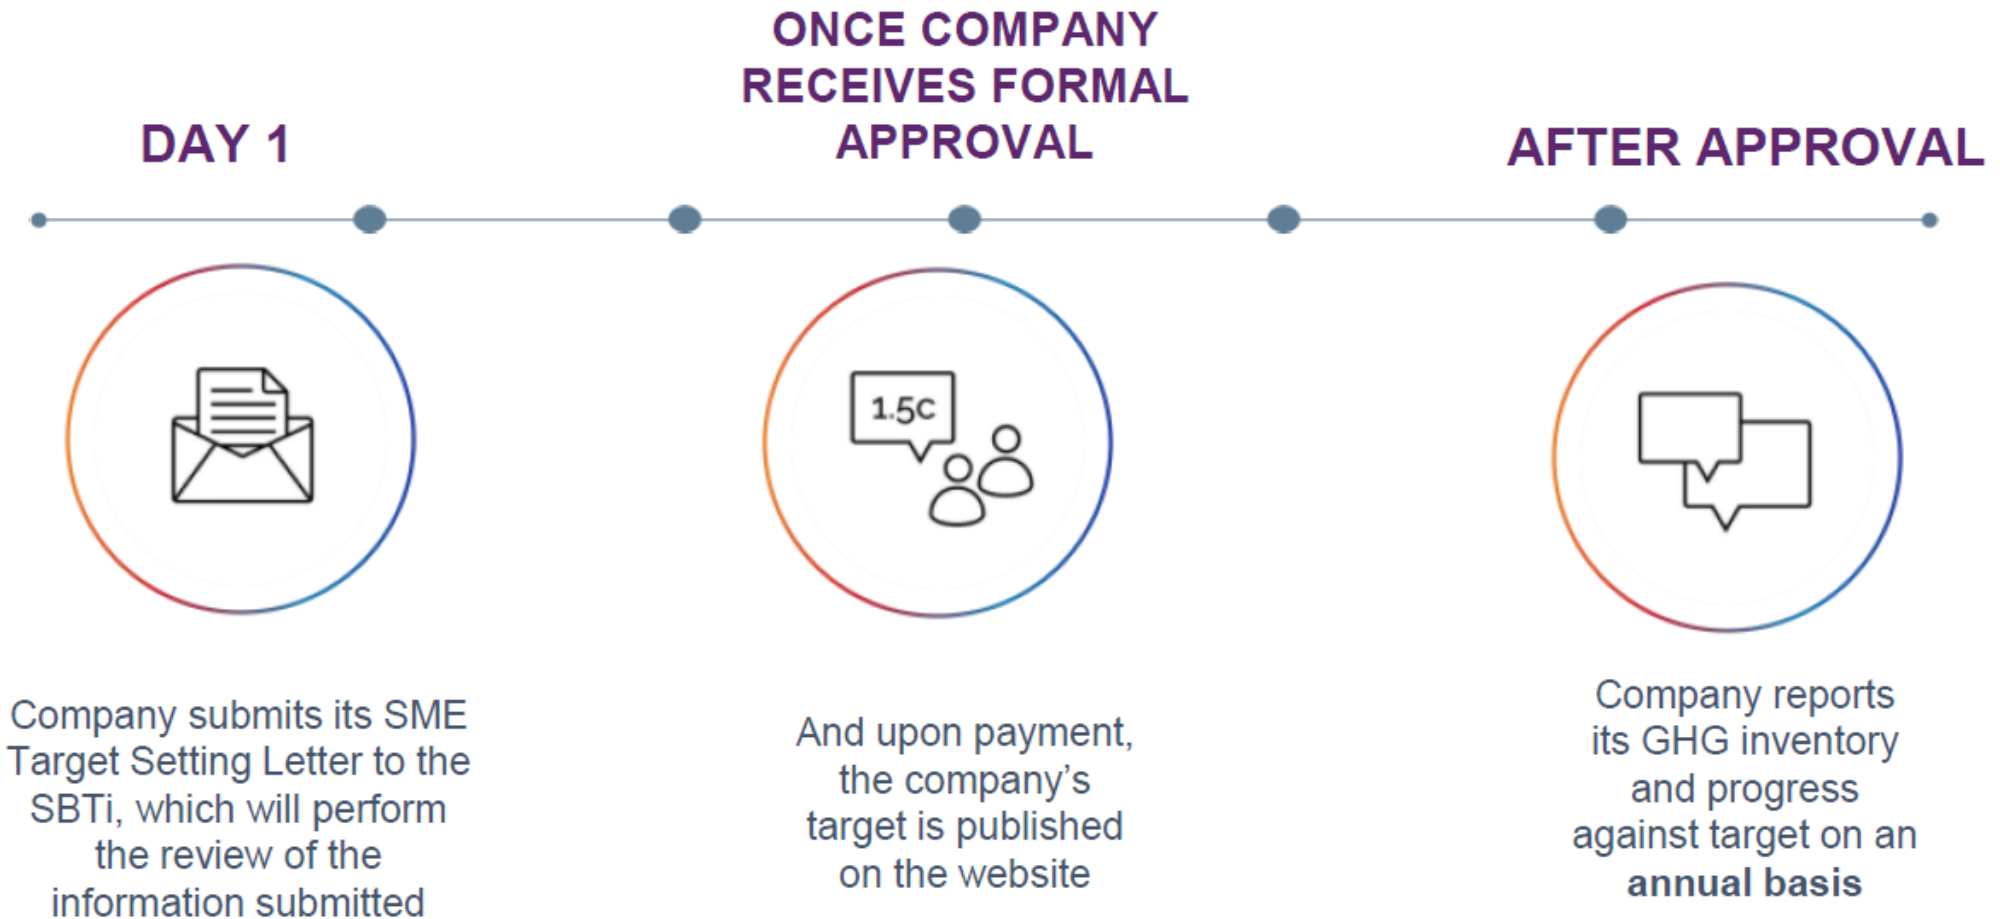 DAY 1
ONCE COMPANY
RECEIVES FORMAL
APPROVAL
AFTER APPROVAL
1.5C
Company submits its SME
Target Setting Letter to the
SBTi, which will perform
the review of the
information submitted
And upon payment,
the company's
target is published
on the website
Company reports
its GHG inventory
and progress
against target on an
annual basis